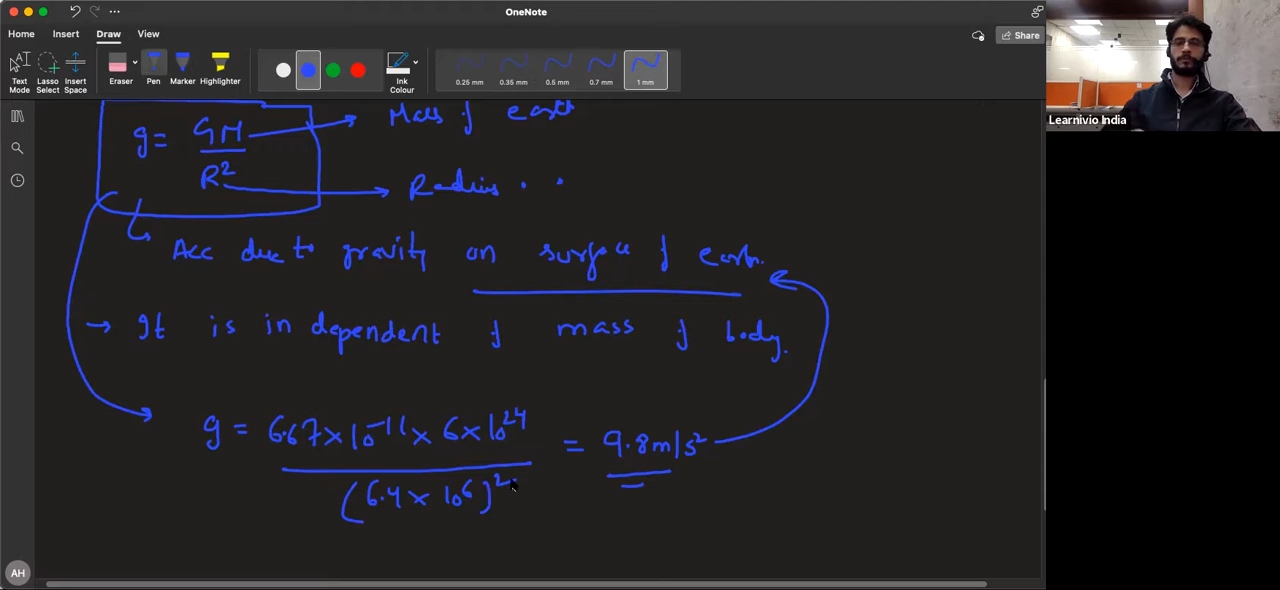 OneNote
Home Insert Draw View
Share
Text Mode
Lasso Select
Insert Space
Eraser
Pen
Marker
Highlighter
Ink Colour
0.25 mm
0.35 mm
0.5 mm
0.7 mm
1 mm
Learnivio India
g = GM/R² → Mass of earth
→ Radius " "
Acc due to gravity on surface of earth.
→ It is independent of mass of body.
g = 6.67 × 10⁻¹¹ × 6 × 10²⁴ = 9.8 m/s²
(6.4 × 10⁶)²
AH